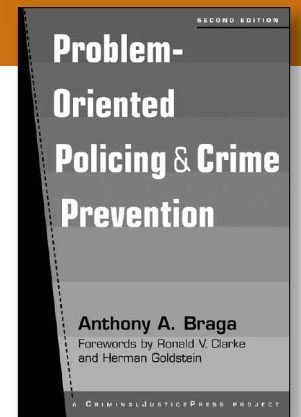 SECOND EDITION
Problem-
Oriented
Policing & Crime
Prevention
Anthony A. Braga
Forewords by Ronald V. Clarke
and Herman Goldstein
A CRIMINALJUSTICEPRESS PROJECT